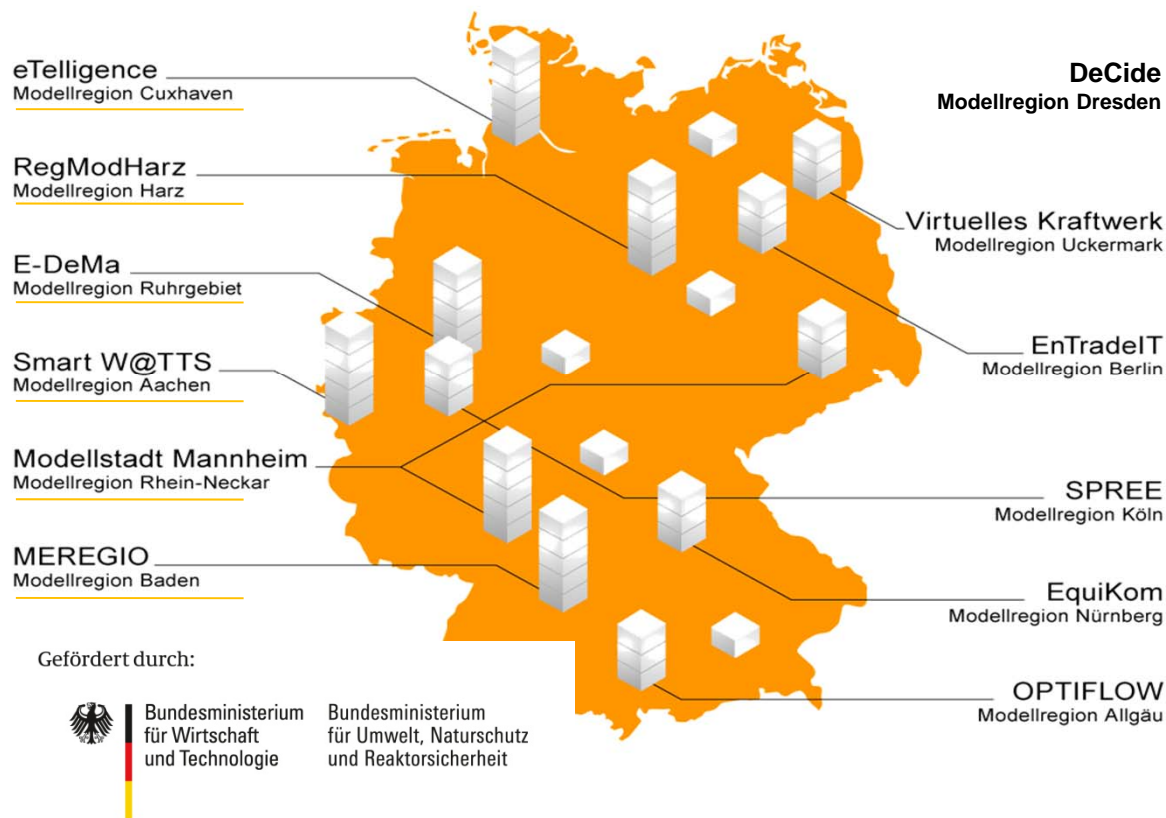 eTelligence
Modellregion Cuxhaven
RegModHarz
Modellregion Harz
E-DeMa
Modellregion Ruhrgebiet
Smart W@TTS
Modellregion Aachen
Modellstadt Mannheim
Modellregion Rhein-Neckar
MEREGIO
Modellregion Baden
DeCide
Modellregion Dresden
Virtuelles Kraftwerk
Modellregion Uckermark
EnTradeIT
Modellregion Berlin
SPREE
Modellregion Köln
EquiKom
Modellregion Nürnberg
OPTIFLOW
Modellregion Allgäu
Gefördert durch:
Bundesministerium
für Wirtschaft
und Technologie
Bundesministerium
für Umwelt, Naturschutz
und Reaktorsicherheit